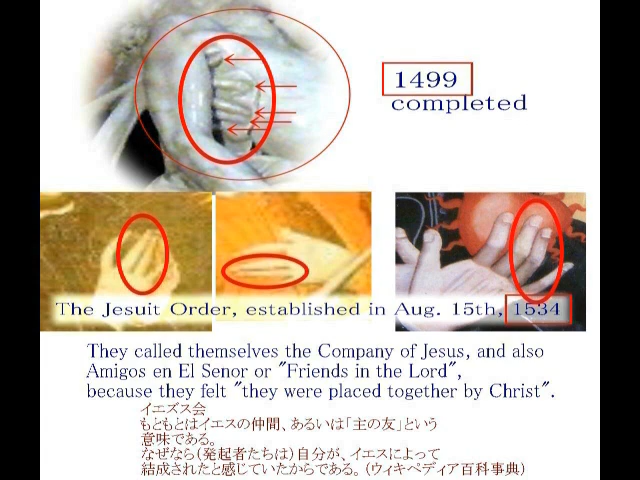 1499
completed
The Jesuit Order, established in Aug. 15th, 1534
They called themselves the Company of Jesus, and also
Amigos en El Senor or "Friends in the Lord",
because they felt "they were placed together by Christ".
イエズス会
もともとはイエスの仲間、あるいは「主の友」という
意味である。
なぜなら（発起者たちは）自分が、イエスによって
結成されたと感じていたからである。（ウィキペディア百科事典）